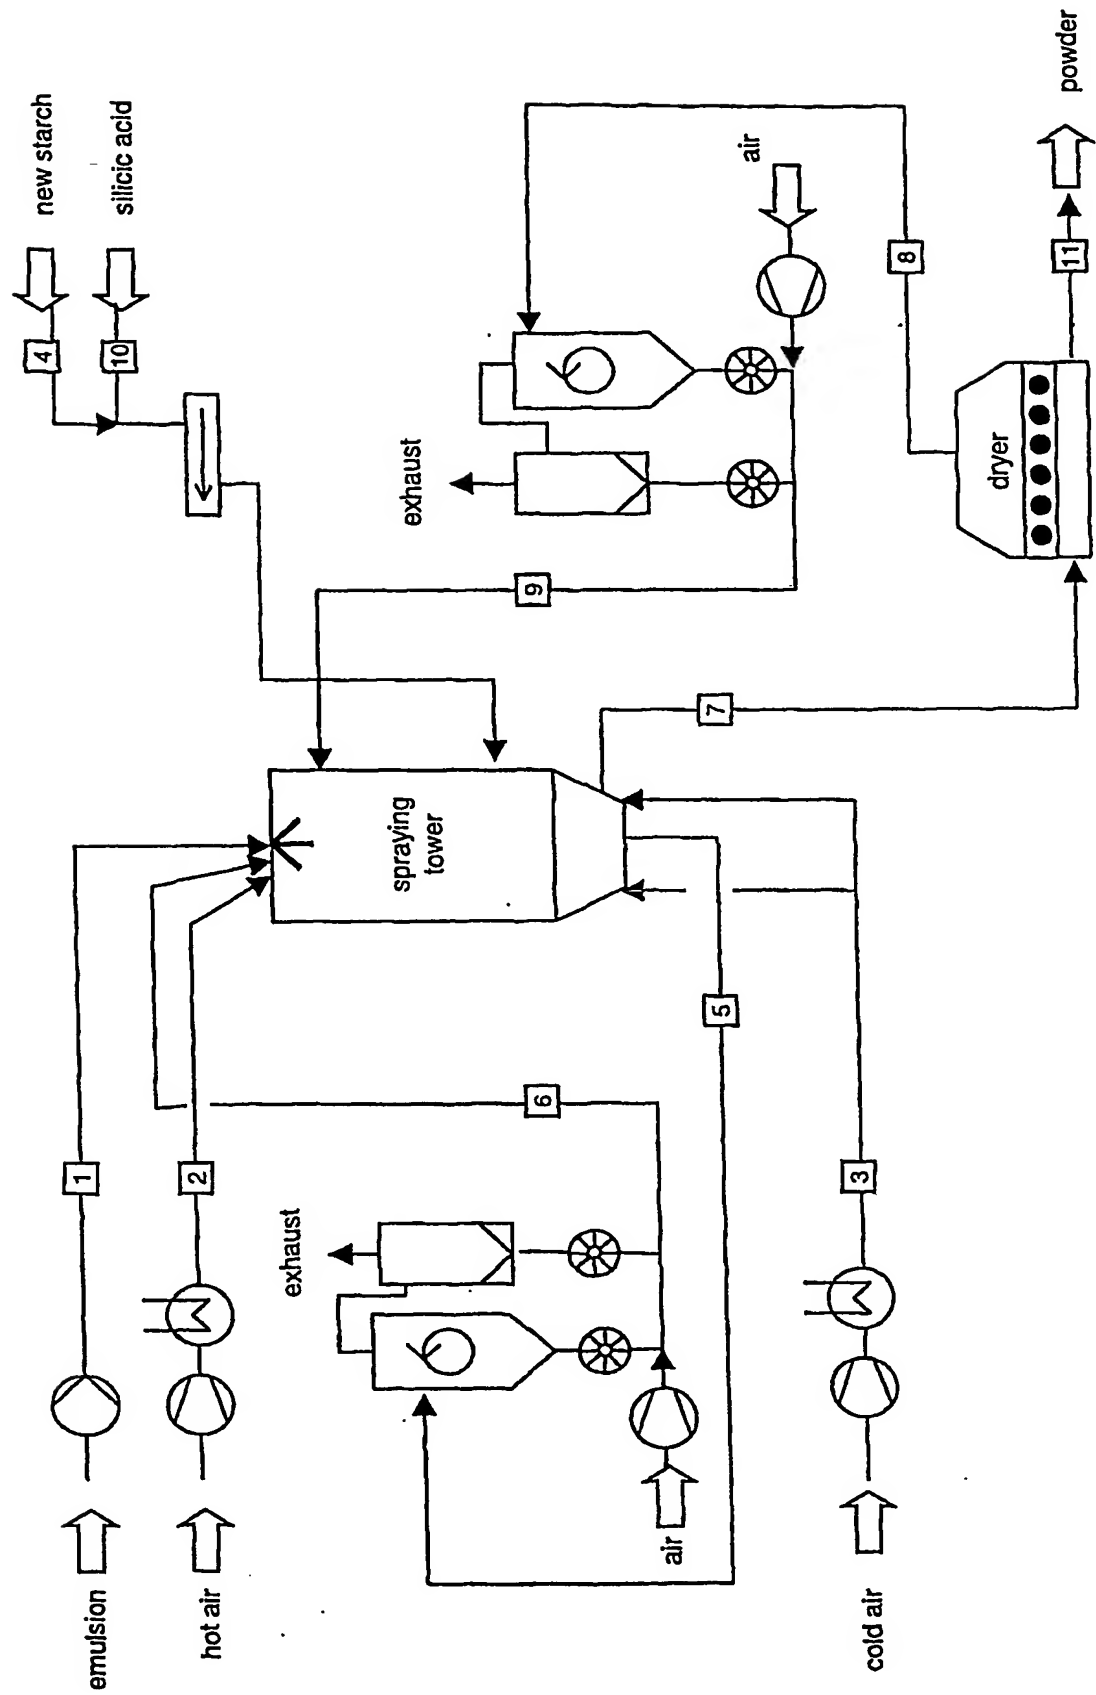 4
new starch
emulsion
1
10
silicic acid
hot air
2
exhaust
spraying
tower
exhaust
6
9
air
5
7
air
cold air
3
8
dryer
11
powder